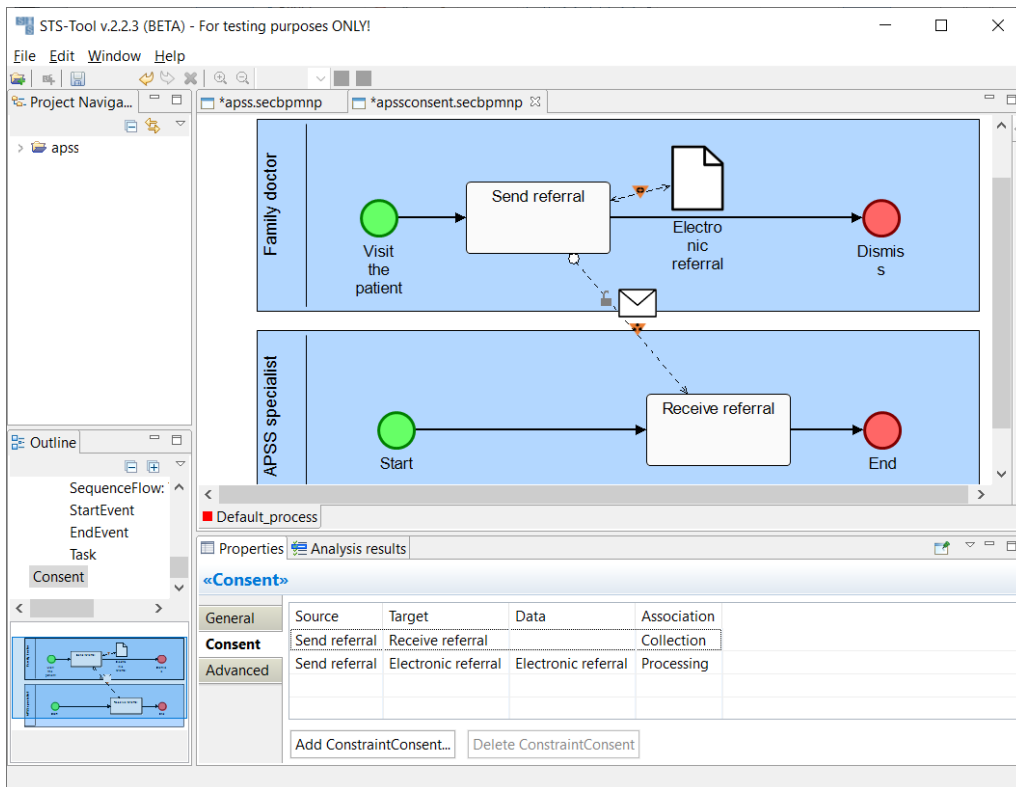 STS-Tool v.2.2.3 (BETA) - For testing purposes ONLY!
File Edit Window Help
Project Naviga...
*apss.secbpmnp
*apssconsent.secbpmnp
apss
Family doctor
Send referral
Visit
the
patient
Electro
nic
referral
Dismis
s
APSS specialist
Receive referral
Start
End
Default_process
Outline
SequenceFlow:
StartEvent
EndEvent
Task
Consent
Properties
Analysis results
«Consent»
General
Consent
Advanced
Source Target Data Association
Send referral Receive referral Collection
Send referral Electronic referral Electronic referral Processing
Add ConstraintConsent...
Delete ConstraintConsent